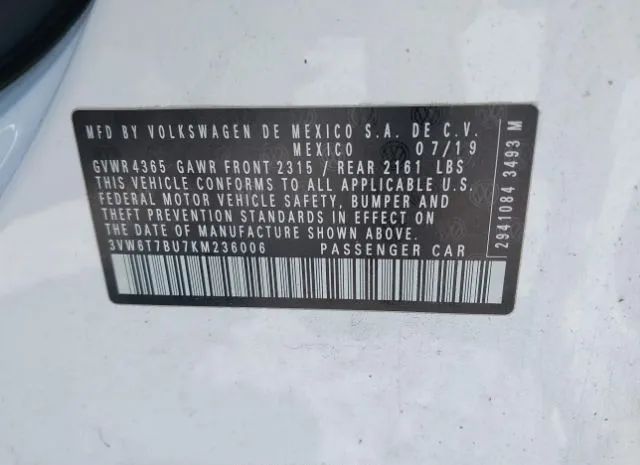 MFD BY VOLKSWAGEN DE MEXICO S.A. DE C.V.
MEXICO 07/19
GVWR 4365 GAWR FRONT 2315 / REAR 2161 LBS
THIS VEHICLE CONFORMS TO ALL APPLICABLE U.S.
FEDERAL MOTOR VEHICLE SAFETY, BUMPER AND
THEFT PREVENTION STANDARDS IN EFFECT ON
THE DATE OF MANUFACTURE SHOWN ABOVE.
3VW6T7BU7KM236006 PASSENGER CAR
2941084 3493 M